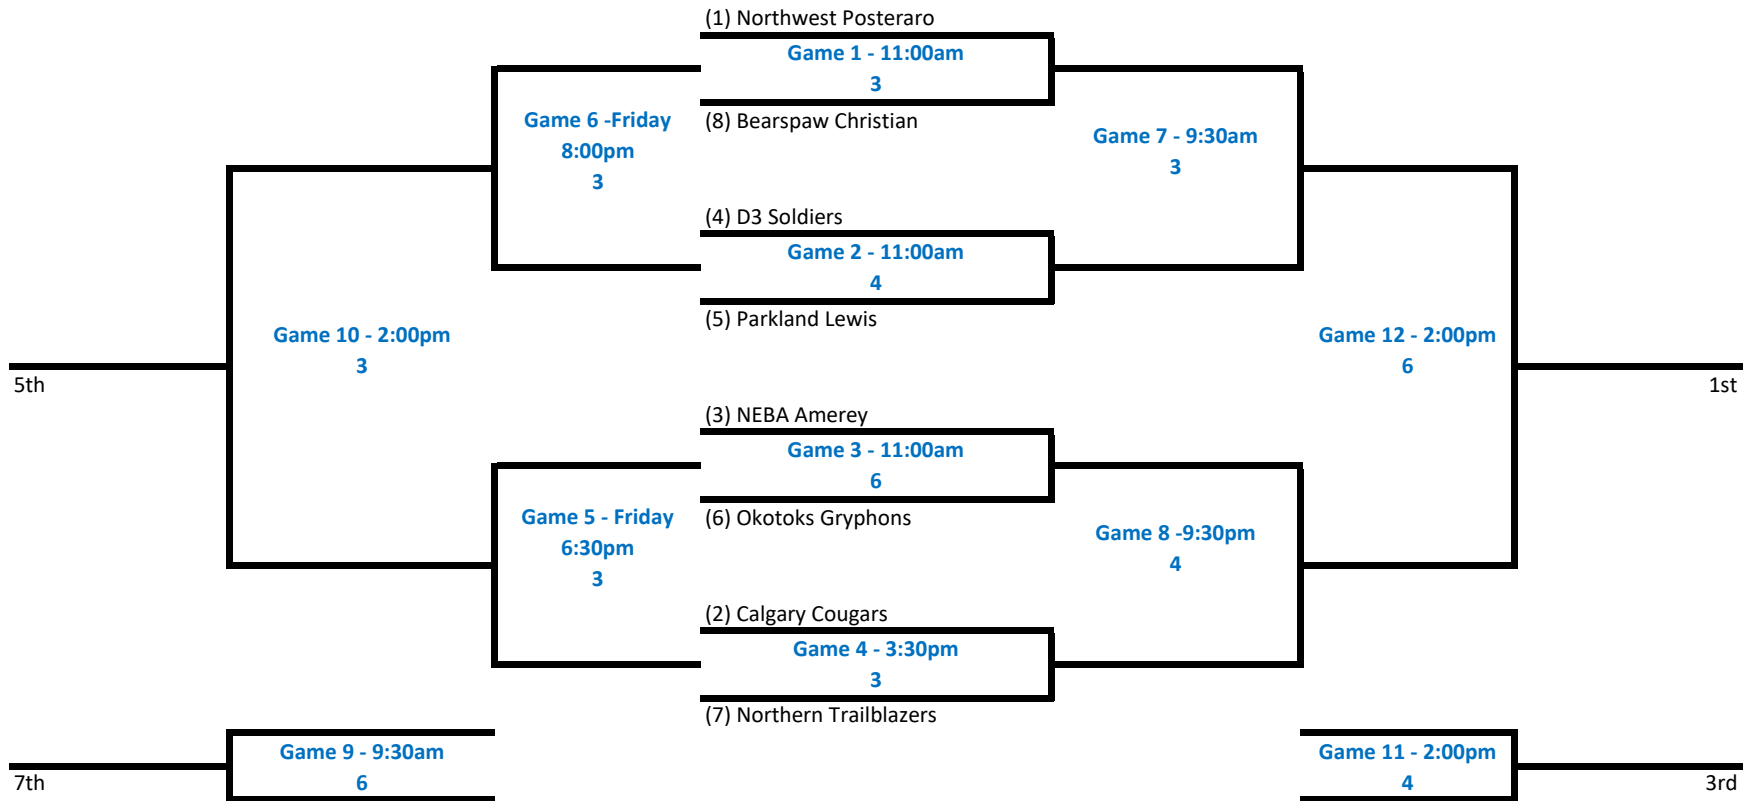 (1) Northwest Posteraro
Game 1 - 11:00am
3
(8) Bearspaw Christian
Game 6 -Friday
8:00pm
3
Game 7 - 9:30am
3
(4) D3 Soldiers
Game 2 - 11:00am
4
(5) Parkland Lewis
Game 10 - 2:00pm
3
Game 12 - 2:00pm
6
5th
1st
(3) NEBA Amerey
Game 3 - 11:00am
6
(6) Okotoks Gryphons
Game 5 - Friday
6:30pm
3
Game 8 -9:30pm
4
(2) Calgary Cougars
Game 4 - 3:30pm
3
(7) Northern Trailblazers
Game 9 - 9:30am
6
7th
Game 11 - 2:00pm
4
3rd